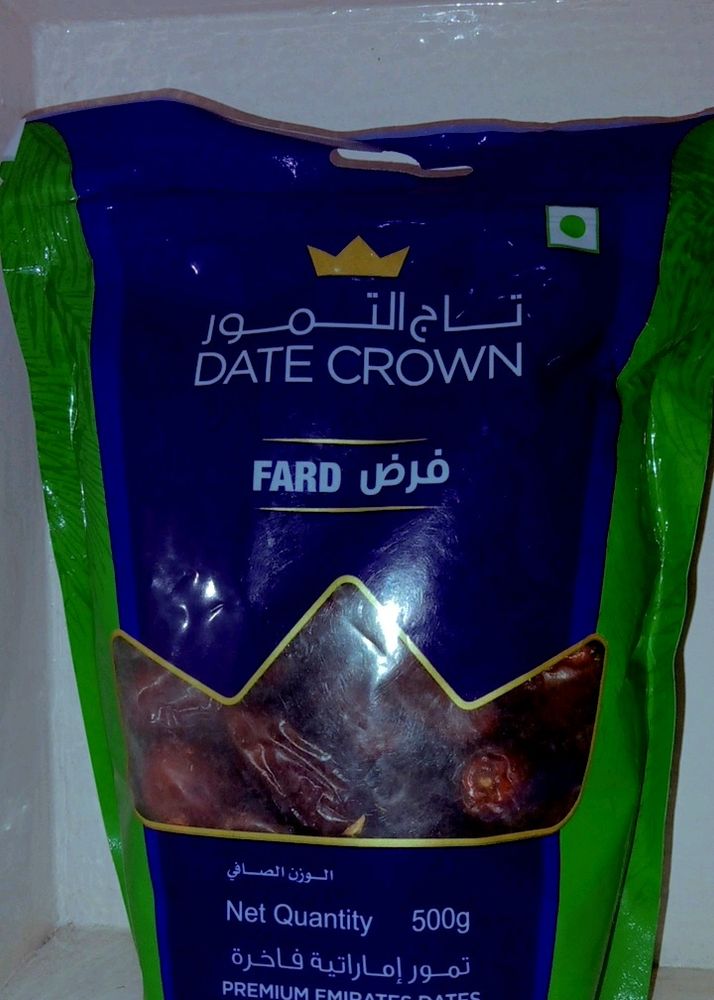 تاج التمور
DATE CROWN
FARD فرض
الوزن الصافي
Net Quantity 500g
تمور إماراتية فاخرة
PREMIUM EMIRATES DATES